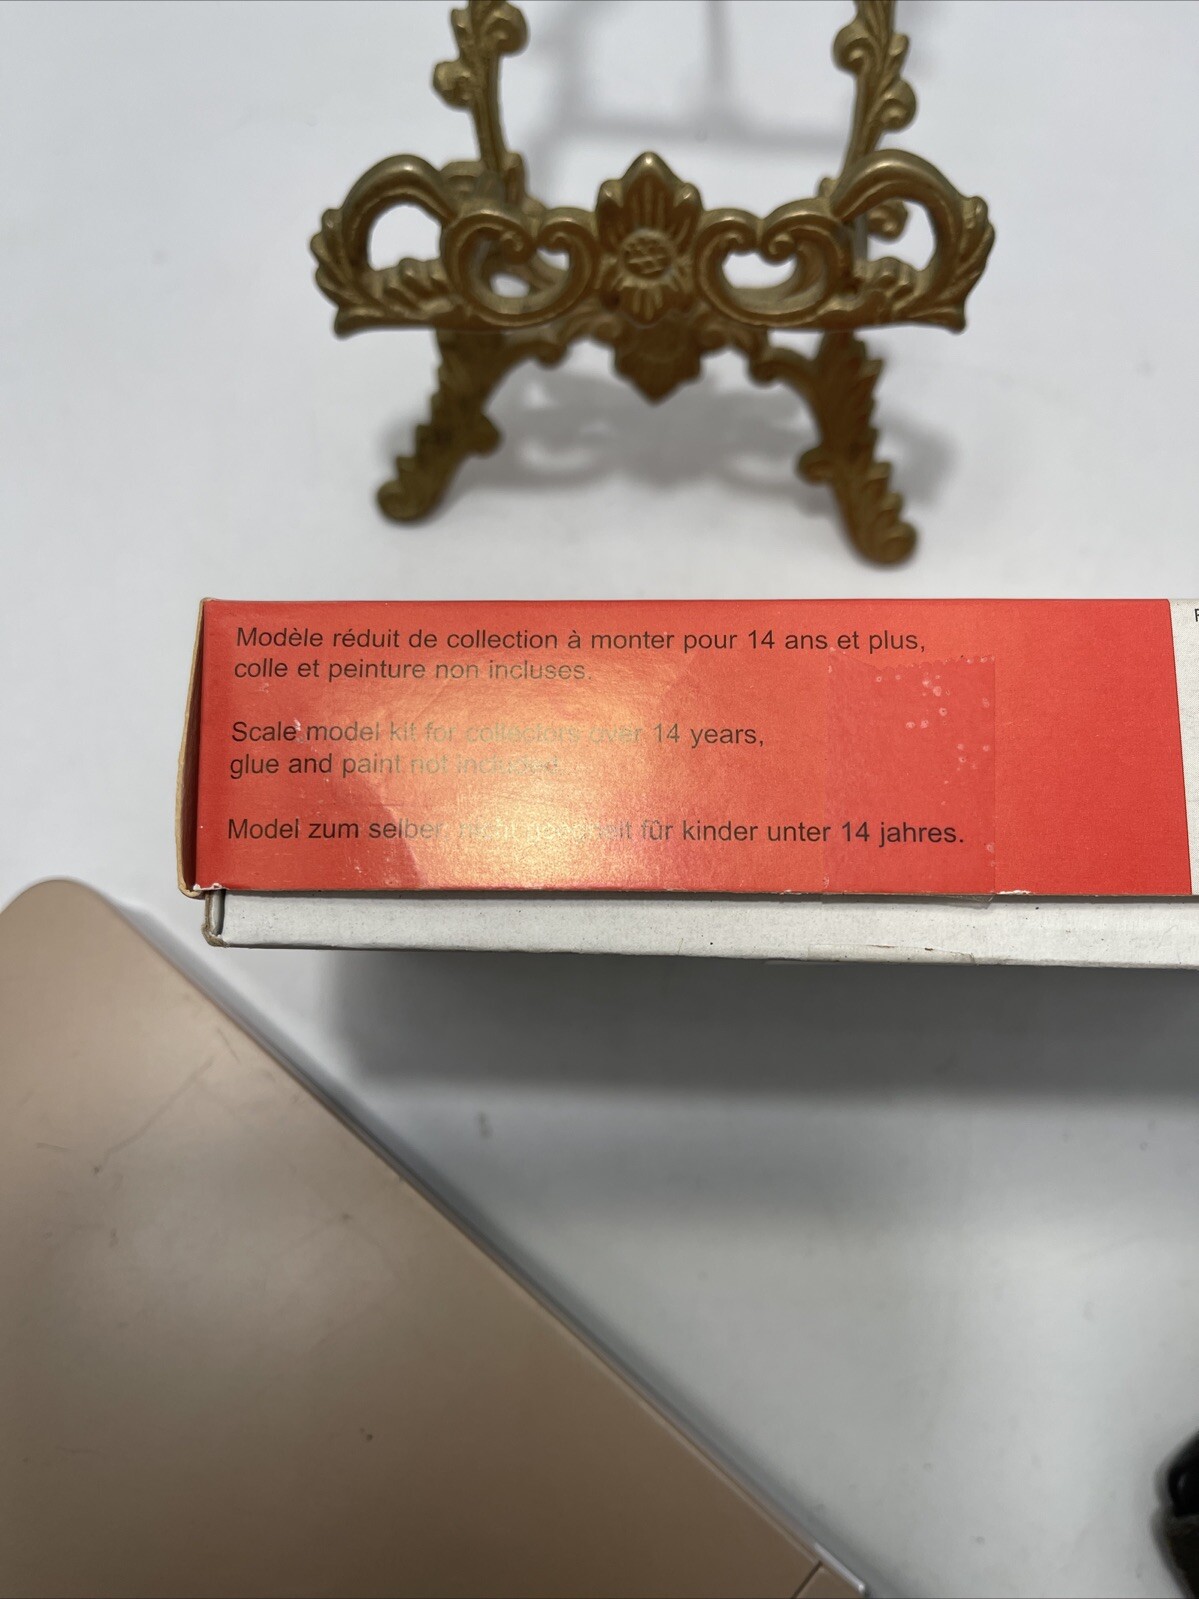 Modèle réduit de collection à monter pour 14 ans et plus,
colle et peinture non incluses.
Scale model kit for collectors over 14 years,
glue and paint not included.
Model zum selber, für kinder unter 14 jahres.